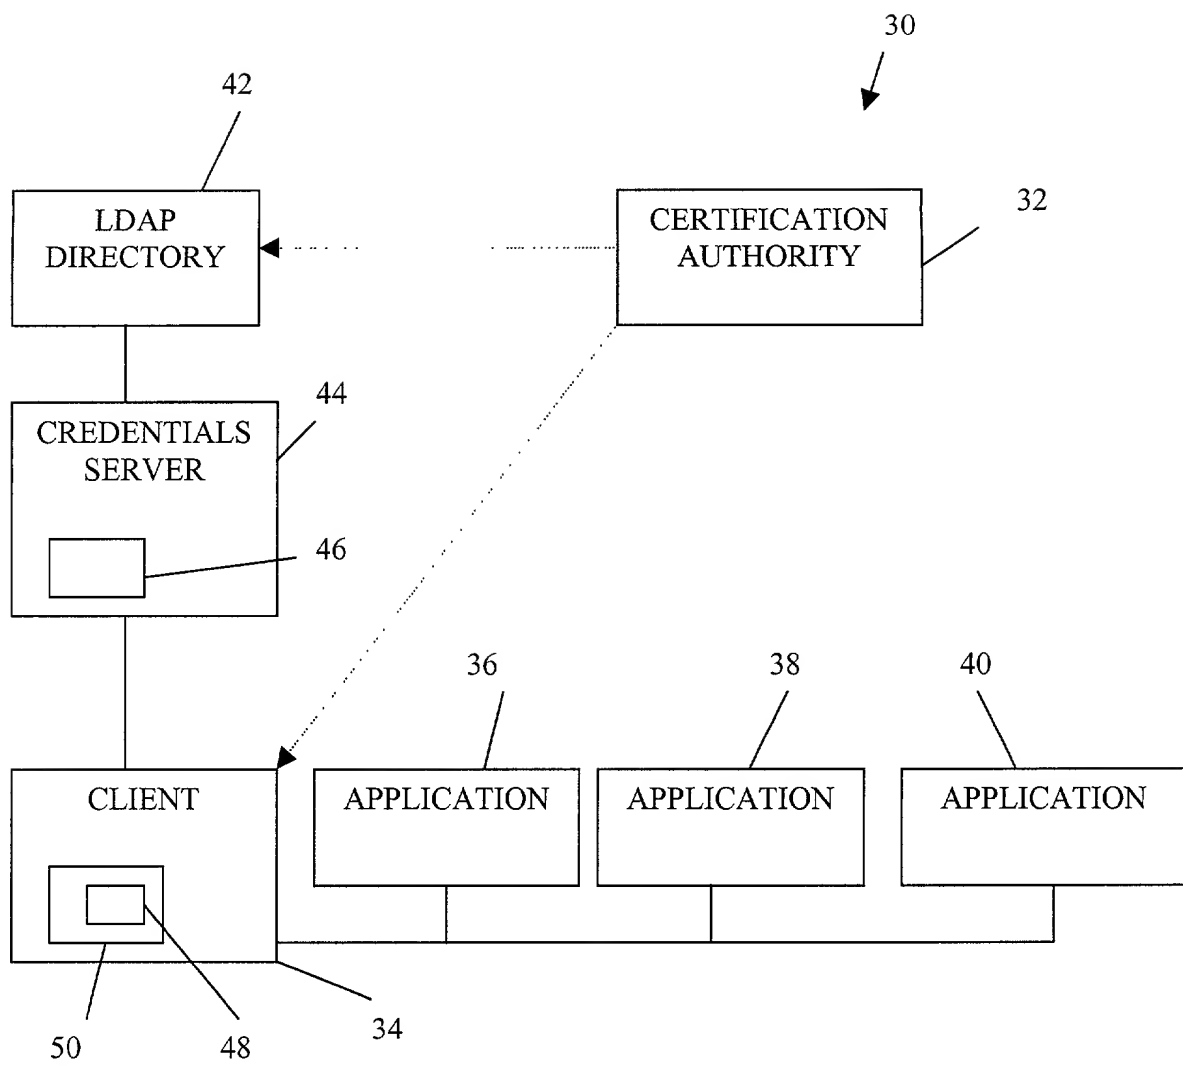 30
42
LDAP
DIRECTORY
CERTIFICATION
AUTHORITY
32
44
CREDENTIALS
SERVER
46
36
38
40
CLIENT
APPLICATION
APPLICATION
APPLICATION
50
48
34